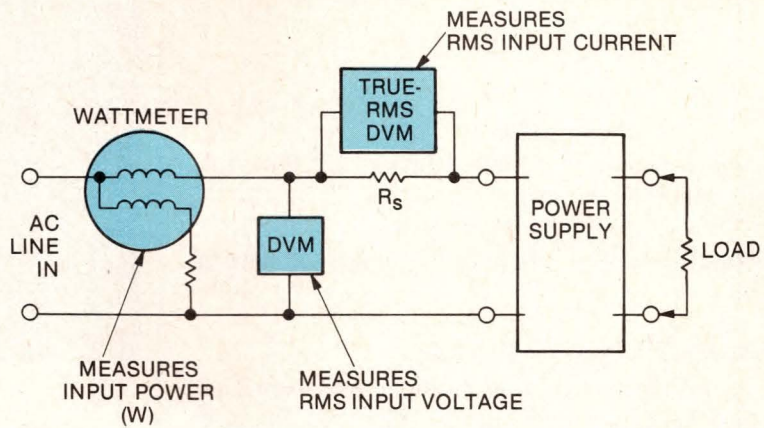 MEASURES
RMS INPUT CURRENT
TRUE-
RMS
DVM
WATTMETER
Rs
AC
LINE
IN
DVM
POWER
SUPPLY
LOAD
MEASURES
INPUT POWER
(W)
MEASURES
RMS INPUT VOLTAGE